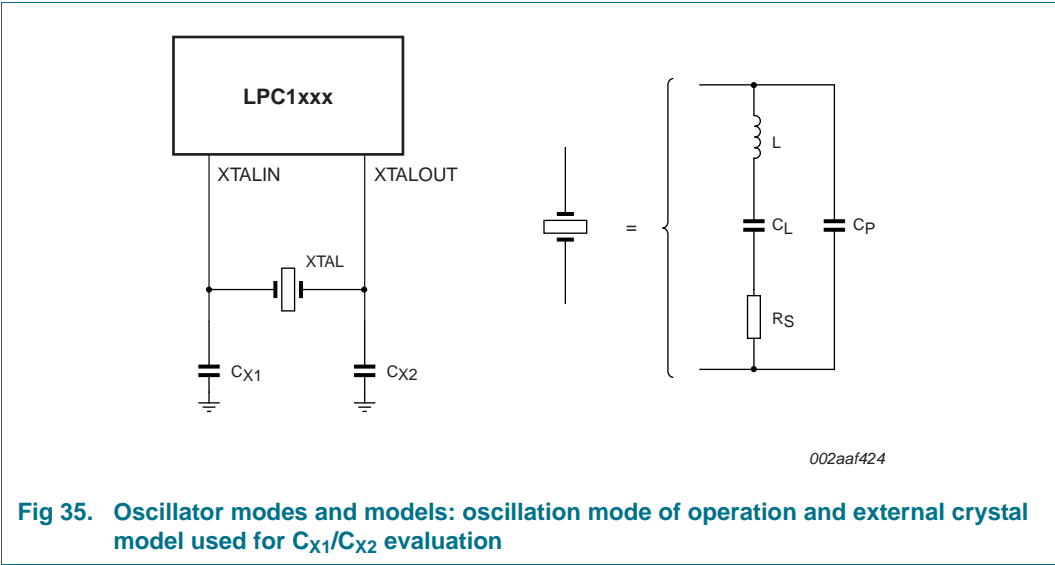 LPC1xxx
XTALIN
XTALOUT
XTAL
CX1
CX2
=
L
CL
CP
RS
002aaf424
Fig 35. Oscillator modes and models: oscillation mode of operation and external crystal
model used for CX1/CX2 evaluation